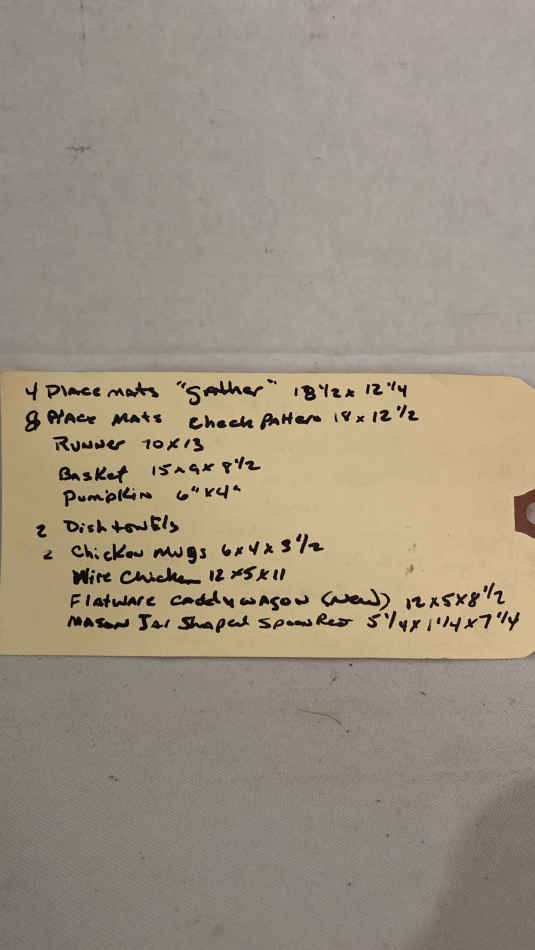 4 Place mats "Gather" 18 1/2 x 12 1/4
8 Place Mats Check Pattern 18 x 12 1/2
Runner 70 x 13
Basket 15 x 9 x 8 1/2
Pumpkin 6" x 4"
2 Dish towels
2 Chicken Mugs 6 x 4 x 3 1/2
Wire Chicken 12 x 5 x 11
Flatware Caddy wagon (New) 12 x 5 x 8 1/2
Mason Jar Shaped Spoon Rest 5 1/4 x 1 1/4 x 7 1/4